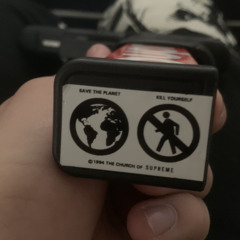 SAVE THE PLANET KILL YOURSELF
© 1994 THE CHURCH OF SUPREME